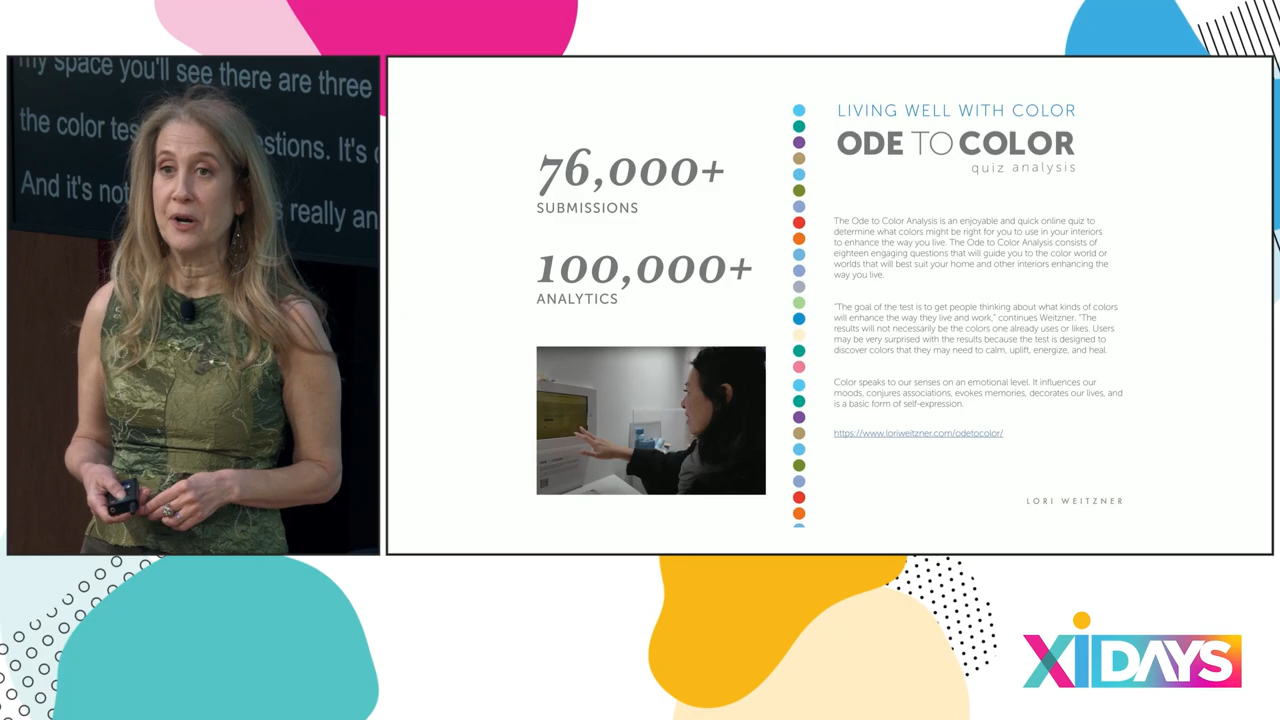 my space you'll see there are three
the color tes
stions. It's
And it's not
s really an
76,000+
SUBMISSIONS
100,000+
ANALYTICS
LIVING WELL WITH COLOR
ODE TO COLOR
quiz analysis
The Ode to Color Analysis is an enjoyable and quick online quiz to
determine what colors might be right for you to use in your interiors
to enhance the way you live. The Ode to Color Analysis consists of
eighteen engaging questions that will guide you to the color world or
worlds that will best suit your home and other interiors enhancing the
way you live.
"The goal of the test is to get people thinking about what kinds of colors
will enhance the way they live and work," continues Weitzner. "The
results will not necessarily be the colors one already uses or likes. Users
may be very surprised with the results because the test is designed to
discover colors that they may need to calm, uplift, energize, and heal.
Color speaks to our senses on an emotional level. It influences our
moods, conjures associations, evokes memories, decorates our lives, and
is a basic form of self-expression.
https://www.loriweitzner.com/odetocolor/
LORI WEITZNER
Xi DAYS